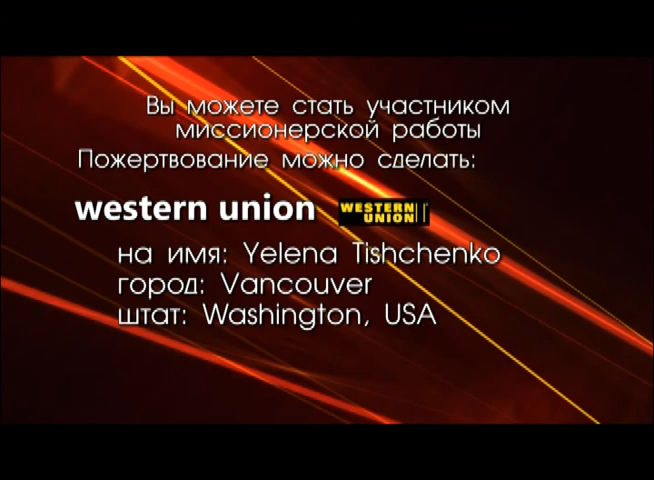 Вы можете стать участником
миссионерской работы
Пожертвование можно сделать:
western union WESTERN UNION
на имя: Yelena Tishchenko
город: Vancouver
штат: Washington, USA